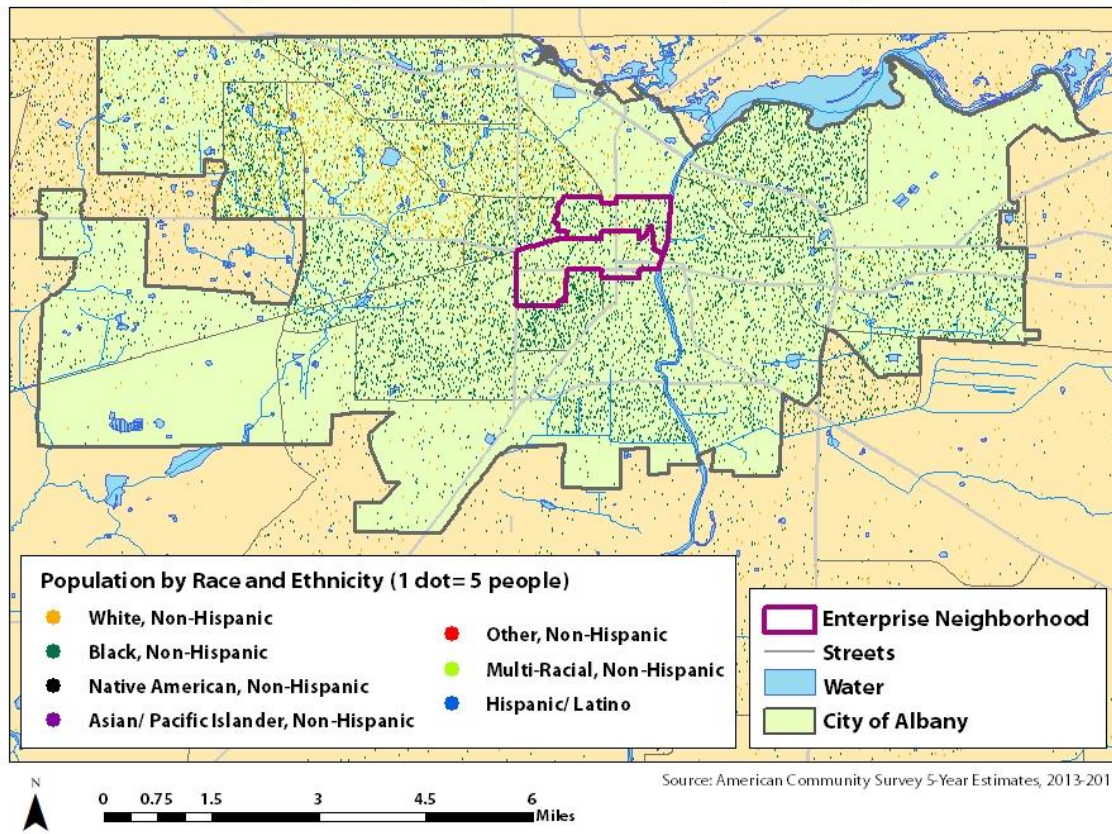 Population by Race and Ethnicity (1 dot= 5 people)
White, Non-Hispanic
Black, Non-Hispanic
Native American, Non-Hispanic
Asian/ Pacific Islander, Non-Hispanic
Other, Non-Hispanic
Multi-Racial, Non-Hispanic
Hispanic/ Latino
Enterprise Neighborhood
Streets
Water
City of Albany
Source: American Community Survey 5-Year Estimates, 2013-201
N
0 0.75 1.5 3 4.5 6
Miles